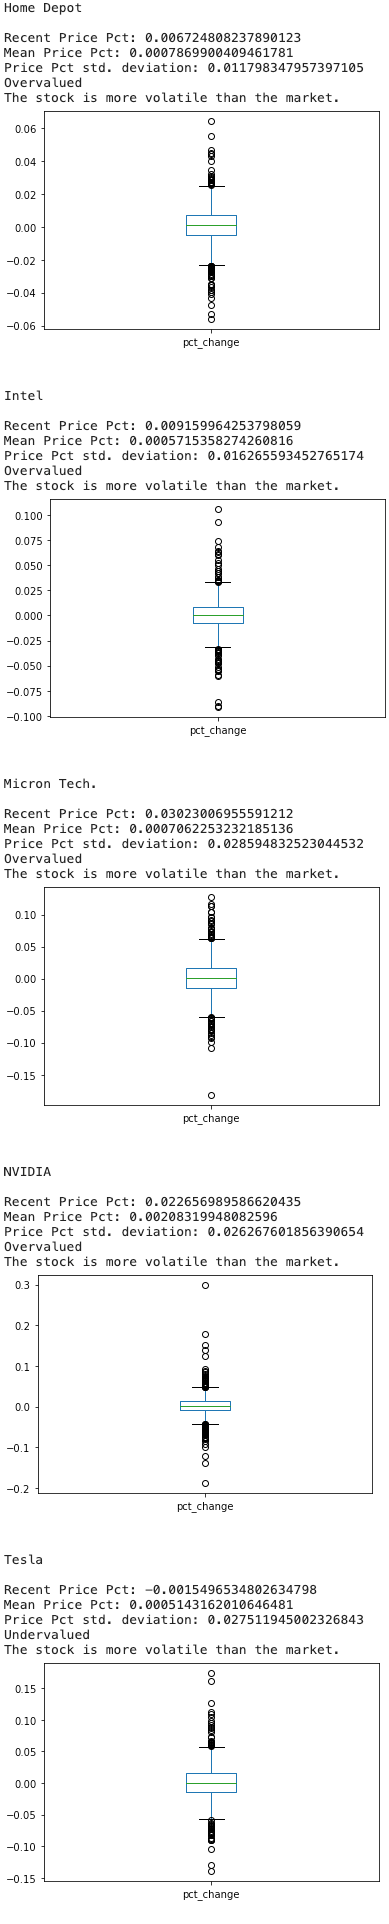 Home Depot
Recent Price Pct: 0.006724808237890123
Mean Price Pct: 0.0007869900409461781
Price Pct std. deviation: 0.011798347957397105
Overvalued
The stock is more volatile than the market.
0.06
0.04
0.02
0.00
−0.02
−0.04
−0.06
pct_change
Intel
Recent Price Pct: 0.009159964253798059
Mean Price Pct: 0.0005715358274260816
Price Pct std. deviation: 0.016265593452765174
Overvalued
The stock is more volatile than the market.
0.100
0.075
0.050
0.025
0.000
−0.025
−0.050
−0.075
−0.100
pct_change
Micron Tech.
Recent Price Pct: 0.03023006955591212
Mean Price Pct: 0.0007062253232185136
Price Pct std. deviation: 0.028594832523044532
Overvalued
The stock is more volatile than the market.
0.10
0.05
0.00
−0.05
−0.10
−0.15
pct_change
NVIDIA
Recent Price Pct: 0.022656989586620435
Mean Price Pct: 0.00208319948082596
Price Pct std. deviation: 0.026267601856390654
Overvalued
The stock is more volatile than the market.
0.3
0.2
0.1
0.0
−0.1
−0.2
pct_change
Tesla
Recent Price Pct: −0.0015496534802634798
Mean Price Pct: 0.0005143162010646481
Price Pct std. deviation: 0.027511945002326843
Undervalued
The stock is more volatile than the market.
0.15
0.10
0.05
0.00
−0.05
−0.10
−0.15
pct_change